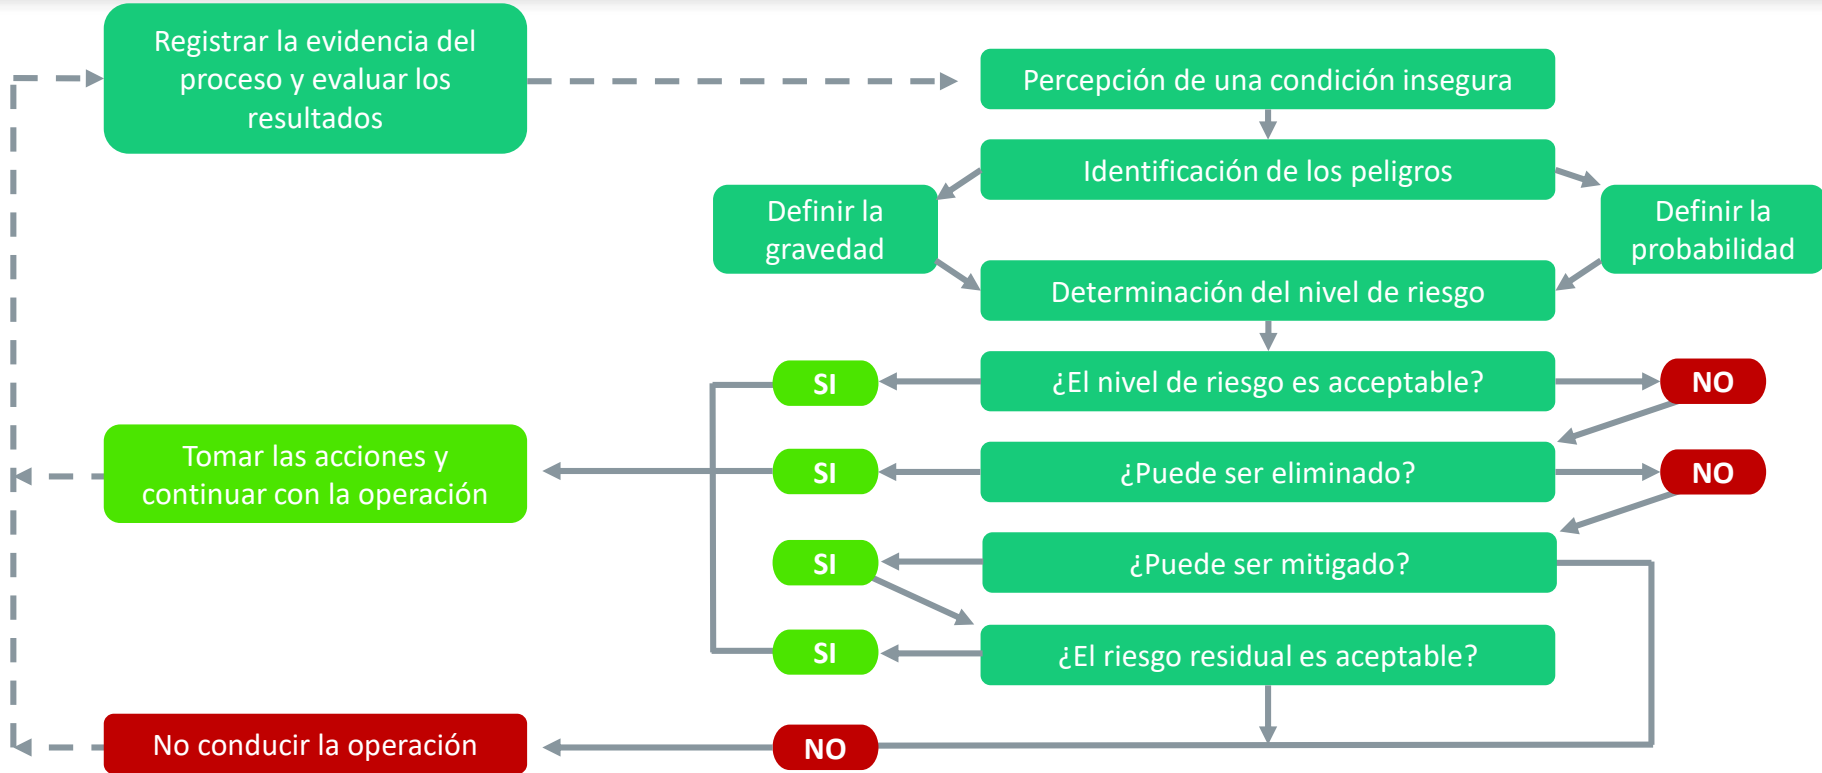 Registrar la evidencia del
proceso y evaluar los
resultados
Percepción de una condición insegura
Identificación de los peligros
Definir la
gravedad
Definir la
probabilidad
Determinación del nivel de riesgo
SI
¿El nivel de riesgo es acceptable?
NO
Tomar las acciones y
continuar con la operación
SI
¿Puede ser eliminado?
NO
SI
¿Puede ser mitigado?
SI
¿El riesgo residual es aceptable?
No conducir la operación
NO